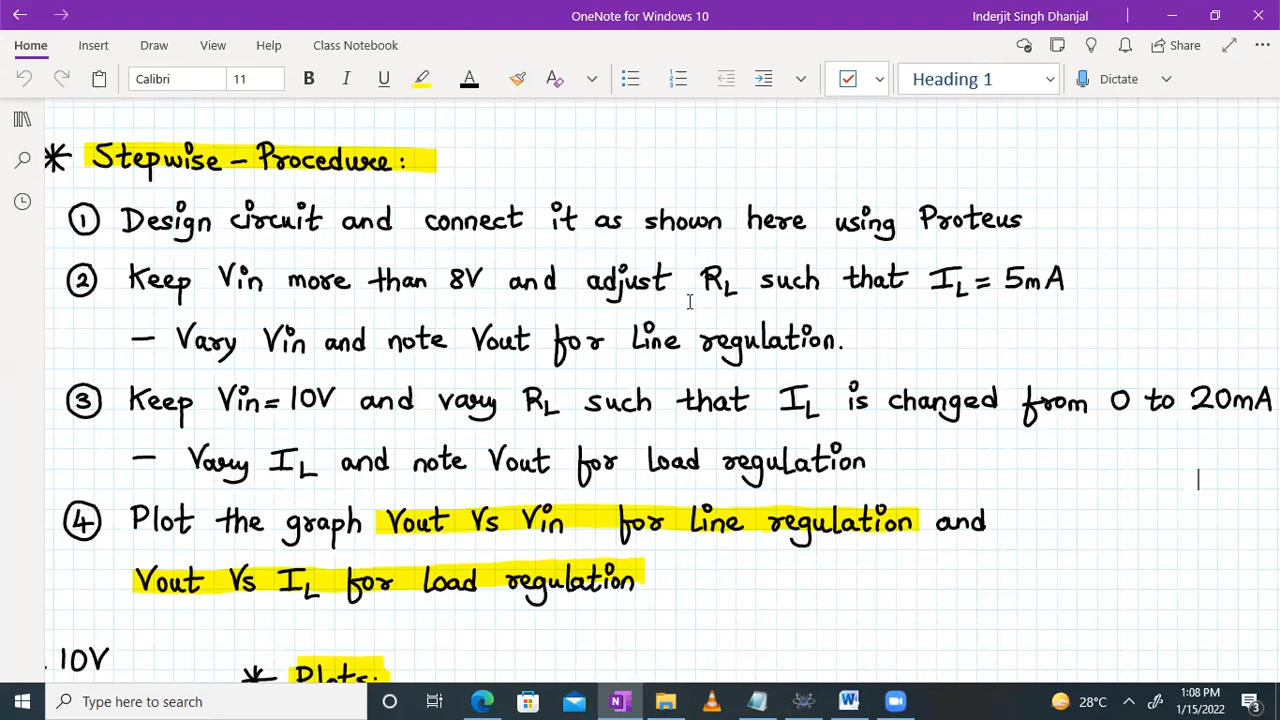 OneNote for Windows 10
Inderjit Singh Dhanjal
Home Insert Draw View Help Class Notebook
Share
Calibri 11 B I U A A Heading 1 Dictate
* Stepwise - Procedure:
① Design circuit and connect it as shown here using Proteus
② Keep Vin more than 8V and adjust RL such that IL = 5mA
- Vary Vin and note Vout for Line regulation.
③ Keep Vin = 10V and vary RL such that IL is changed from 0 to 20mA
- Vary IL and note Vout for Load regulation
④ Plot the graph Vout Vs Vin for Line regulation and
Vout Vs IL for Load regulation
. 10V
* Plots:
Type here to search
N
W
28°C
1:08 PM
1/15/2022
3